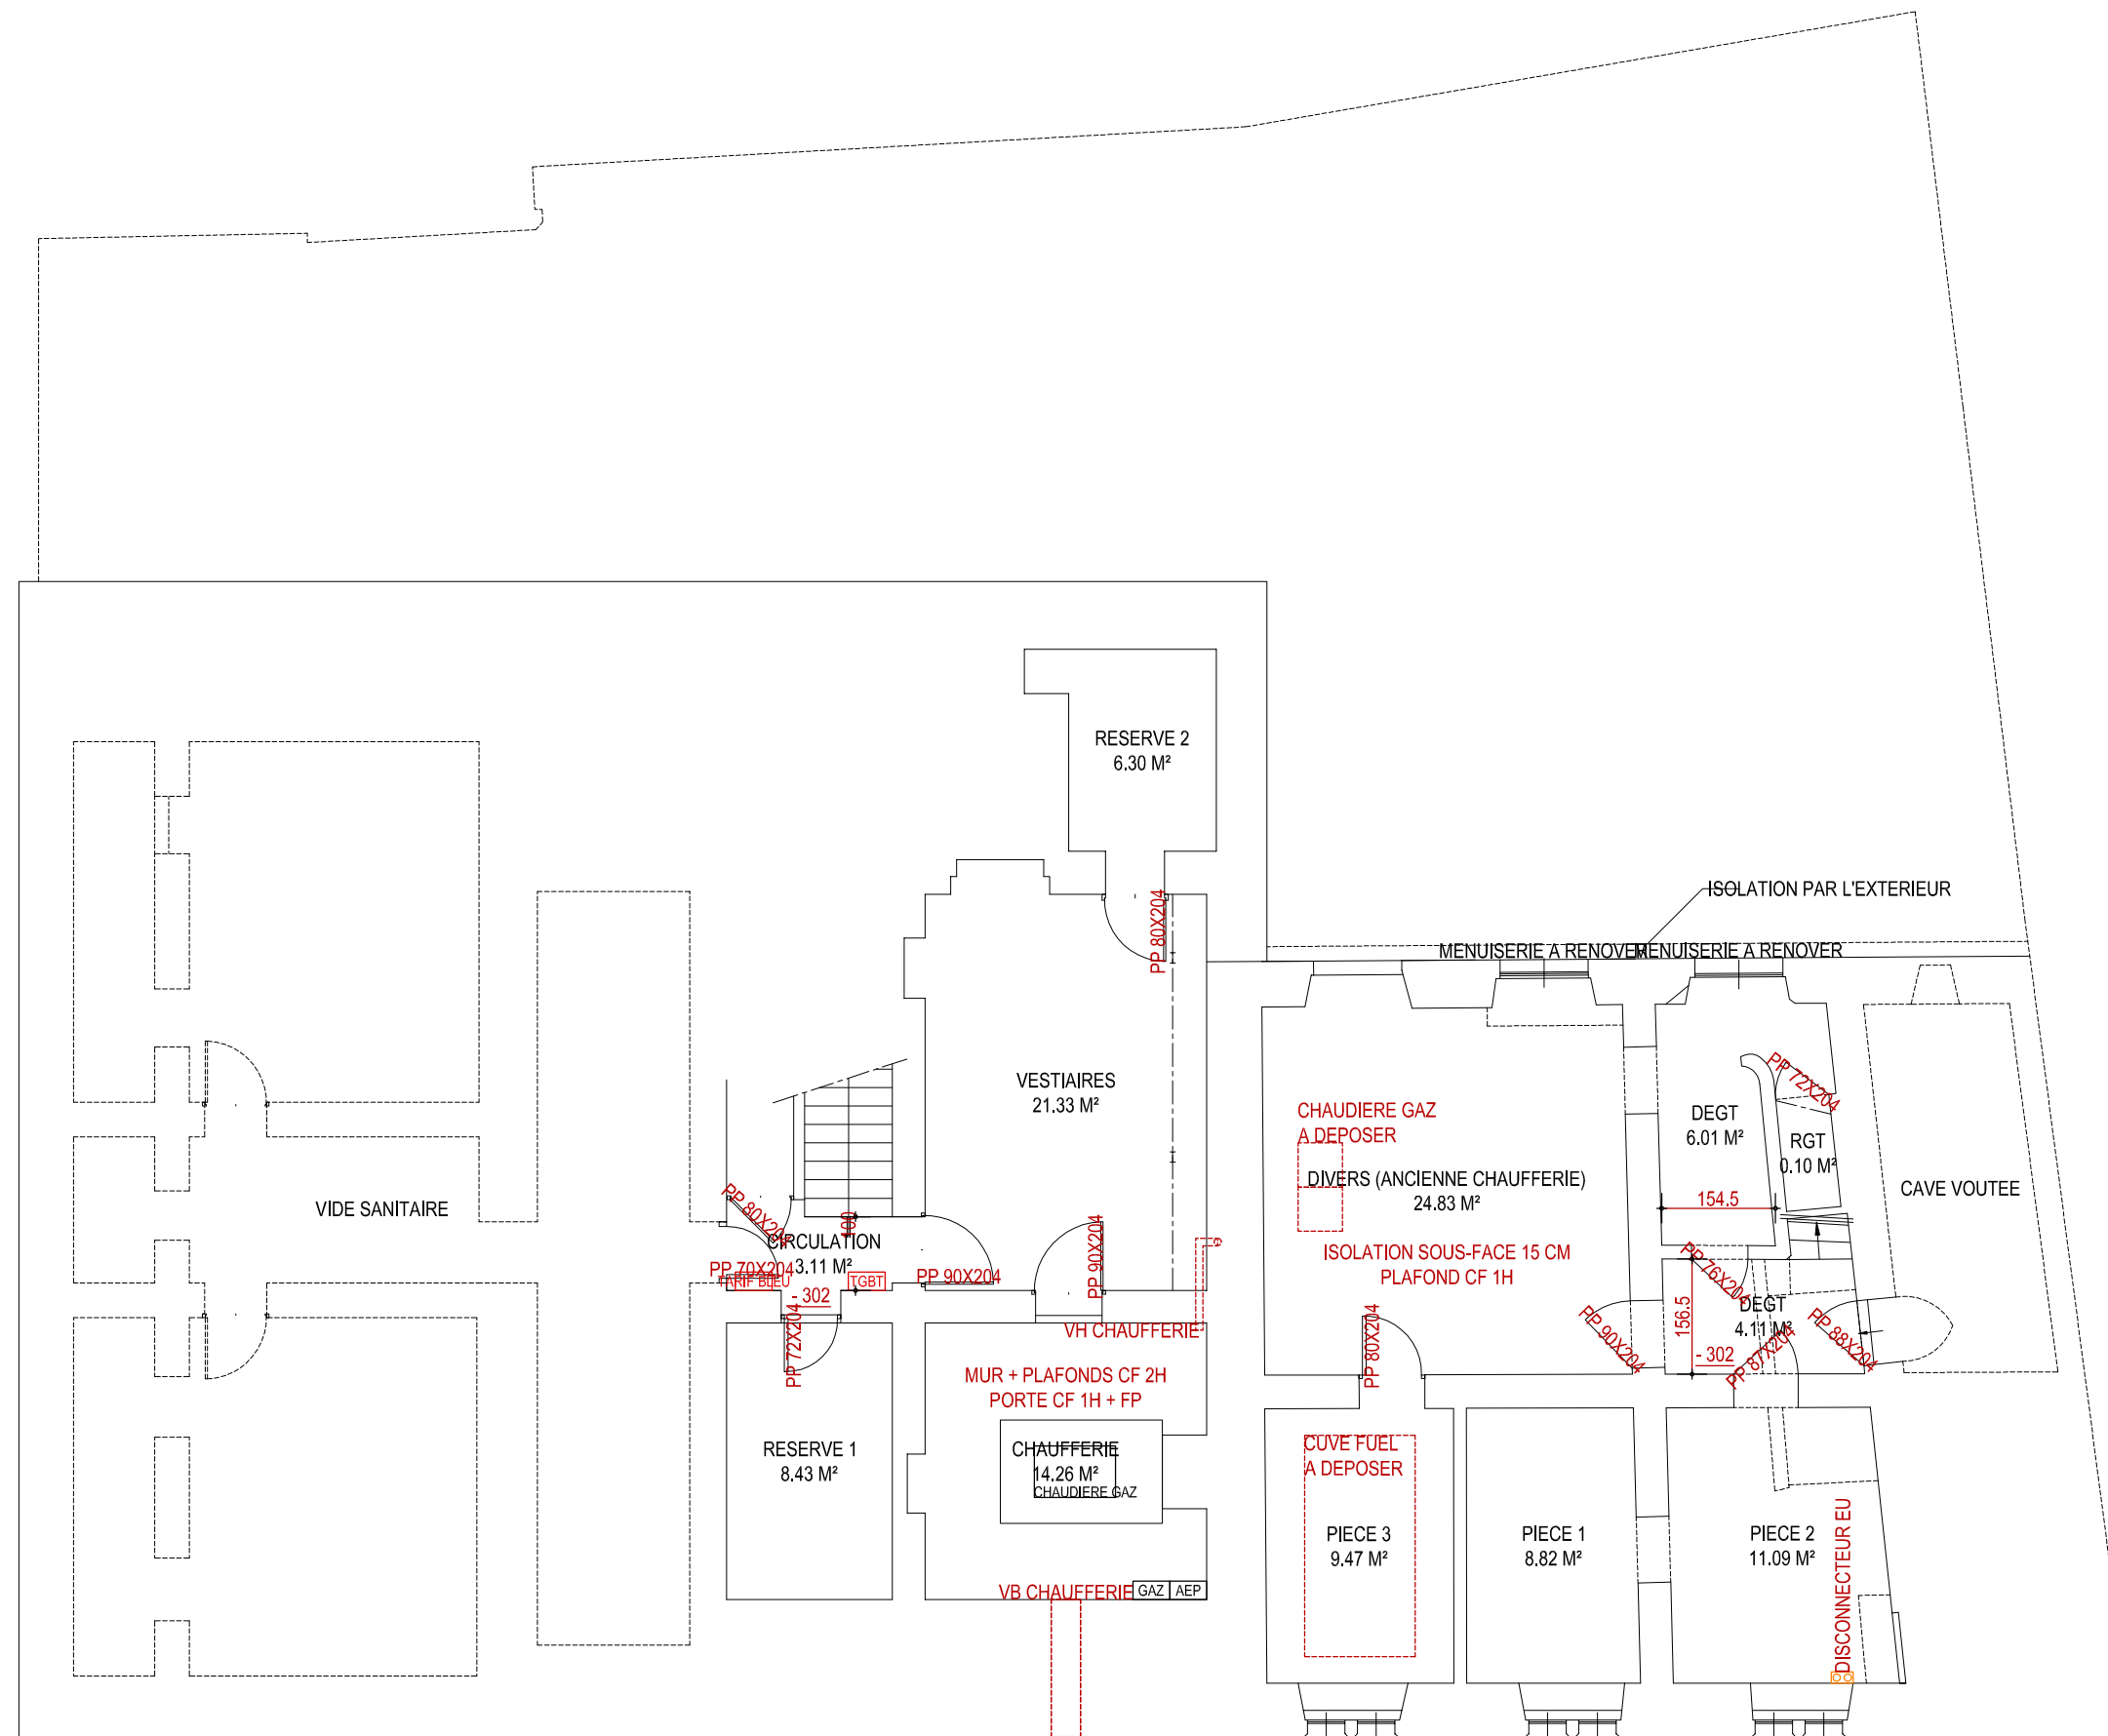 RESERVE 2
6.30 M²
PP 80X204
ISOLATION PAR L'EXTERIEUR
MENUISERIE A RENOVER
MENUISERIE A RENOVER
VESTIAIRES
21.33 M²
PP 72X204
CHAUDIERE GAZ
A DEPOSER
DEGT
6.01 M²
RGT
0.10 M²
DIVERS (ANCIENNE CHAUFFERIE)
24.83 M²
CAVE VOUTEE
VIDE SANITAIRE
154.5
PP 80X204
100
CIRCULATION
3.11 M²
PP 70X204
TARIF BLEU
TGBT
PP 90X204
PP 90X204
ISOLATION SOUS-FACE 15 CM
PLAFOND CF 1H
PP 76X204
- 302
DEGT
4.11 M²
156.5
PP 90X204
PP 87X204
PP 88X204
- 302
VH CHAUFFERIE
PP 72X204
PP 80X204
MUR + PLAFONDS CF 2H
PORTE CF 1H + FP
RESERVE 1
8.43 M²
CHAUFFERIE
14.26 M²
CHAUDIERE GAZ
CUVE FUEL
A DEPOSER
PIECE 3
9.47 M²
PIECE 1
8.82 M²
PIECE 2
11.09 M²
DISCONNECTEUR EU
VB CHAUFFERIE
GAZ
AEP